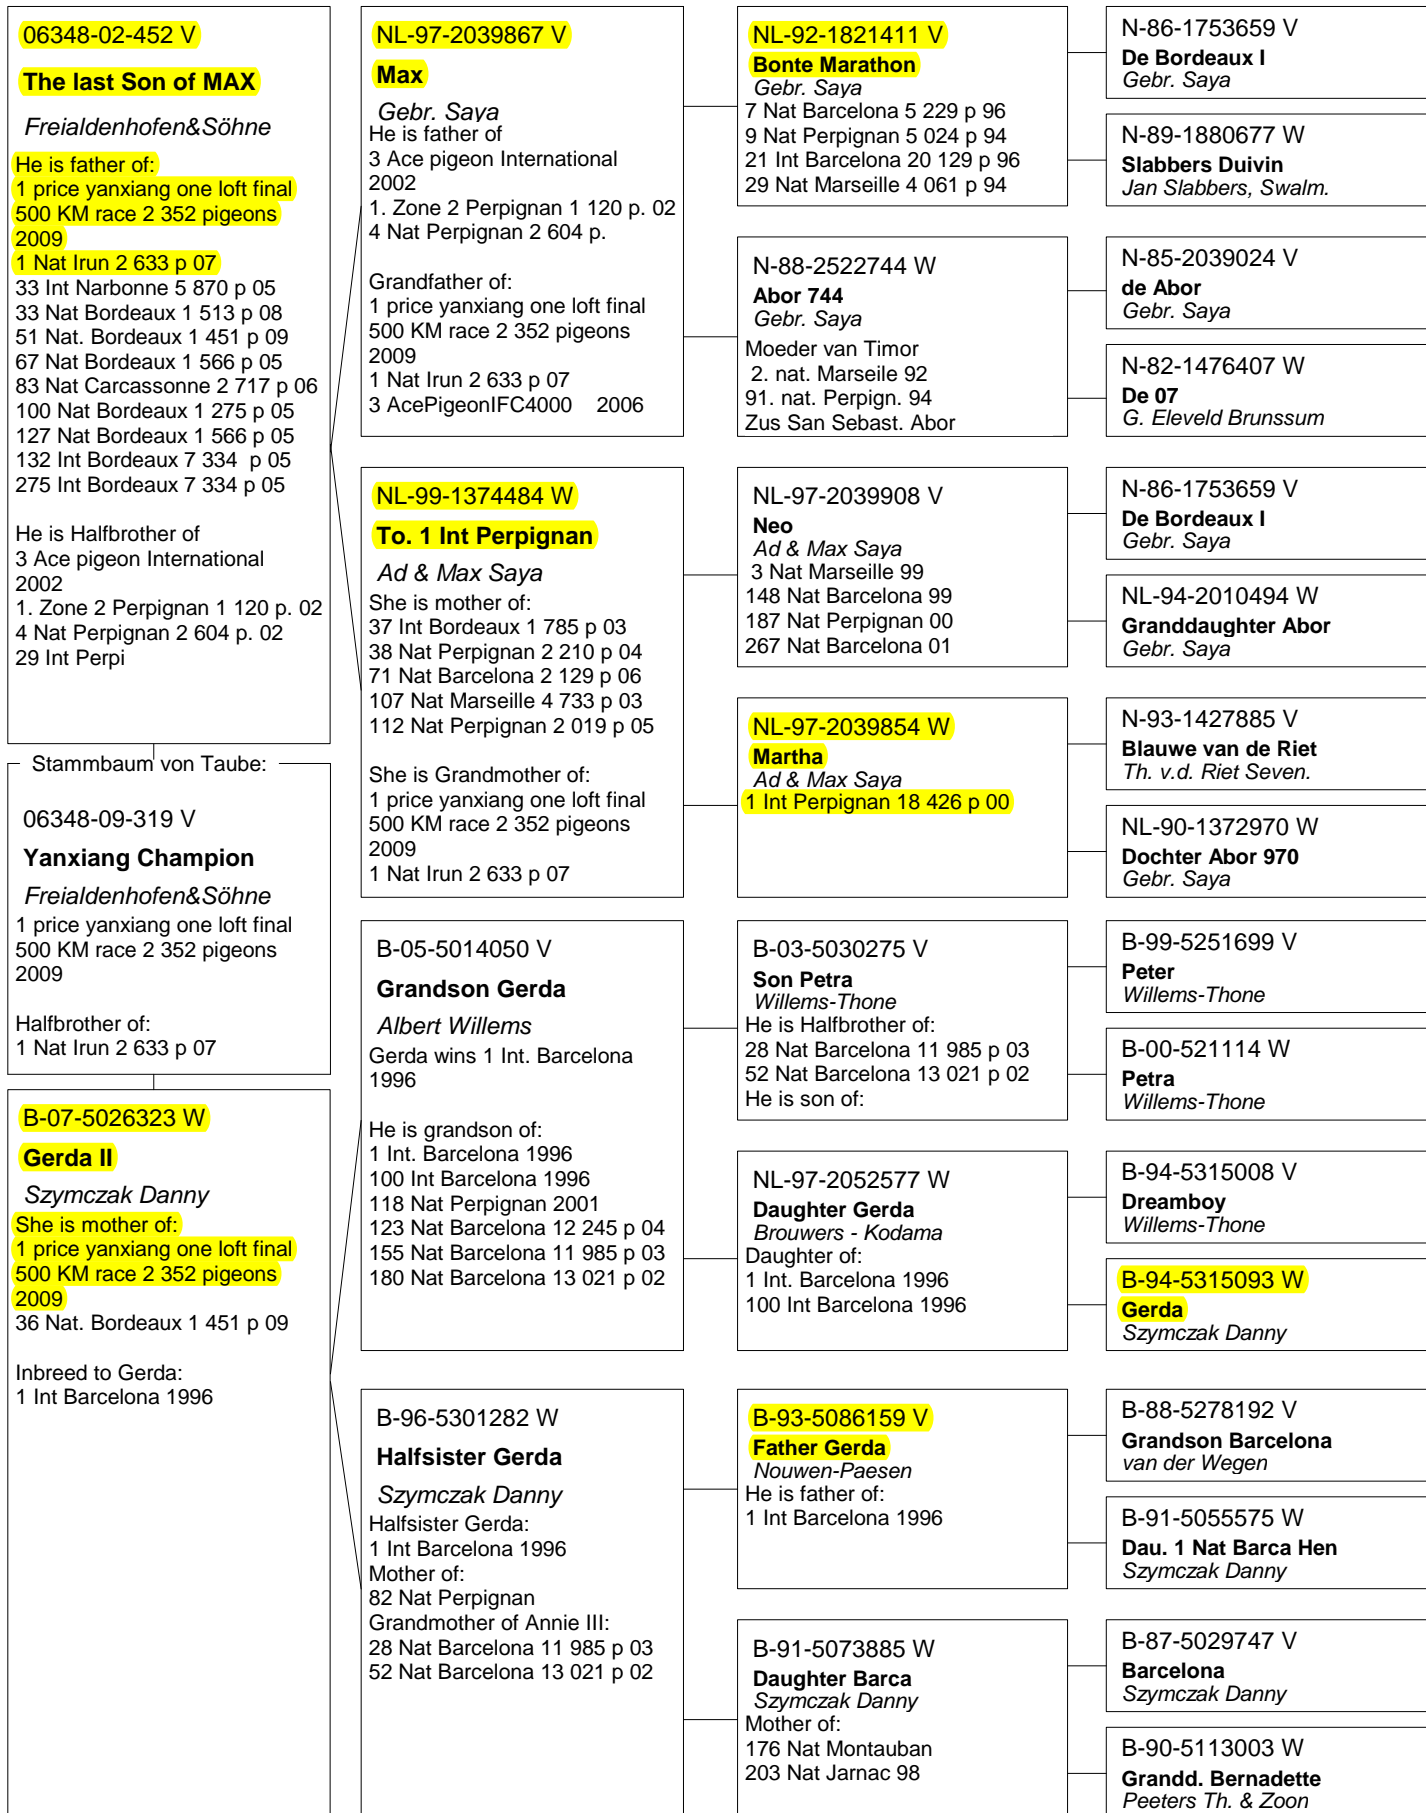 06348-02-452 V
The last Son of MAX
Freialdenhofen&Söhne
He is father of:
1 price yanxiang one loft final
500 KM race 2 352 pigeons
2009
1 Nat Irun 2 633 p 07
33 Int Narbonne 5 870 p 05
33 Nat Bordeaux 1 513 p 08
51 Nat. Bordeaux 1 451 p 09
67 Nat Bordeaux 1 566 p 05
83 Nat Carcassonne 2 717 p 06
100 Nat Bordeaux 1 275 p 05
127 Nat Bordeaux 1 566 p 05
132 Int Bordeaux 7 334 p 05
275 Int Bordeaux 7 334 p 05
He is Halfbrother of
3 Ace pigeon International
2002
1. Zone 2 Perpignan 1 120 p. 02
4 Nat Perpignan 2 604 p. 02
29 Int Perpi
Stammbaum von Taube:
06348-09-319 V
Yanxiang Champion
Freialdenhofen&Söhne
1 price yanxiang one loft final
500 KM race 2 352 pigeons
2009
Halfbrother of:
1 Nat Irun 2 633 p 07
B-07-5026323 W
Gerda II
Szymczak Danny
She is mother of:
1 price yanxiang one loft final
500 KM race 2 352 pigeons
2009
36 Nat. Bordeaux 1 451 p 09
Inbreed to Gerda:
1 Int Barcelona 1996
NL-97-2039867 V
Max
Gebr. Saya
He is father of
3 Ace pigeon International
2002
1. Zone 2 Perpignan 1 120 p. 02
4 Nat Perpignan 2 604 p.
Grandfather of:
1 price yanxiang one loft final
500 KM race 2 352 pigeons
2009
1 Nat Irun 2 633 p 07
3 AcePigeonIFC4000 2006
NL-99-1374484 W
To. 1 Int Perpignan
Ad & Max Saya
She is mother of:
37 Int Bordeaux 1 785 p 03
38 Nat Perpignan 2 210 p 04
71 Nat Barcelona 2 129 p 06
107 Nat Marseille 4 733 p 03
112 Nat Perpignan 2 019 p 05
She is Grandmother of:
1 price yanxiang one loft final
500 KM race 2 352 pigeons
2009
1 Nat Irun 2 633 p 07
B-05-5014050 V
Grandson Gerda
Albert Willems
Gerda wins 1 Int. Barcelona
1996
He is grandson of:
1 Int. Barcelona 1996
100 Int Barcelona 1996
118 Nat Perpignan 2001
123 Nat Barcelona 12 245 p 04
155 Nat Barcelona 11 985 p 03
180 Nat Barcelona 13 021 p 02
B-96-5301282 W
Halfsister Gerda
Szymczak Danny
Halfsister Gerda:
1 Int Barcelona 1996
Mother of:
82 Nat Perpignan
Grandmother of Annie III:
28 Nat Barcelona 11 985 p 03
52 Nat Barcelona 13 021 p 02
NL-92-1821411 V
Bonte Marathon
Gebr. Saya
7 Nat Barcelona 5 229 p 96
9 Nat Perpignan 5 024 p 94
21 Int Barcelona 20 129 p 96
29 Nat Marseille 4 061 p 94
N-88-2522744 W
Abor 744
Gebr. Saya
Moeder van Timor
2. nat. Marseile 92
91. nat. Perpign. 94
Zus San Sebast. Abor
NL-97-2039908 V
Neo
Ad & Max Saya
3 Nat Marseille 99
148 Nat Barcelona 99
187 Nat Perpignan 00
267 Nat Barcelona 01
NL-97-2039854 W
Martha
Ad & Max Saya
1 Int Perpignan 18 426 p 00
B-03-5030275 V
Son Petra
Willems-Thone
He is Halfbrother of:
28 Nat Barcelona 11 985 p 03
52 Nat Barcelona 13 021 p 02
He is son of:
NL-97-2052577 W
Daughter Gerda
Brouwers - Kodama
Daughter of:
1 Int. Barcelona 1996
100 Int Barcelona 1996
B-93-5086159 V
Father Gerda
Nouwen-Paesen
He is father of:
1 Int Barcelona 1996
B-91-5073885 W
Daughter Barca
Szymczak Danny
Mother of:
176 Nat Montauban
203 Nat Jarnac 98
N-86-1753659 V
De Bordeaux I
Gebr. Saya
N-89-1880677 W
Slabbers Duivin
Jan Slabbers, Swalm.
N-85-2039024 V
de Abor
Gebr. Saya
N-82-1476407 W
De 07
G. Eleveld Brunssum
N-86-1753659 V
De Bordeaux I
Gebr. Saya
NL-94-2010494 W
Granddaughter Abor
Gebr. Saya
N-93-1427885 V
Blauwe van de Riet
Th. v.d. Riet Seven.
NL-90-1372970 W
Dochter Abor 970
Gebr. Saya
B-99-5251699 V
Peter
Willems-Thone
B-00-521114 W
Petra
Willems-Thone
B-94-5315008 V
Dreamboy
Willems-Thone
B-94-5315093 W
Gerda
Szymczak Danny
B-88-5278192 V
Grandson Barcelona
van der Wegen
B-91-5055575 W
Dau. 1 Nat Barca Hen
Szymczak Danny
B-87-5029747 V
Barcelona
Szymczak Danny
B-90-5113003 W
Grandd. Bernadette
Peeters Th. & Zoon